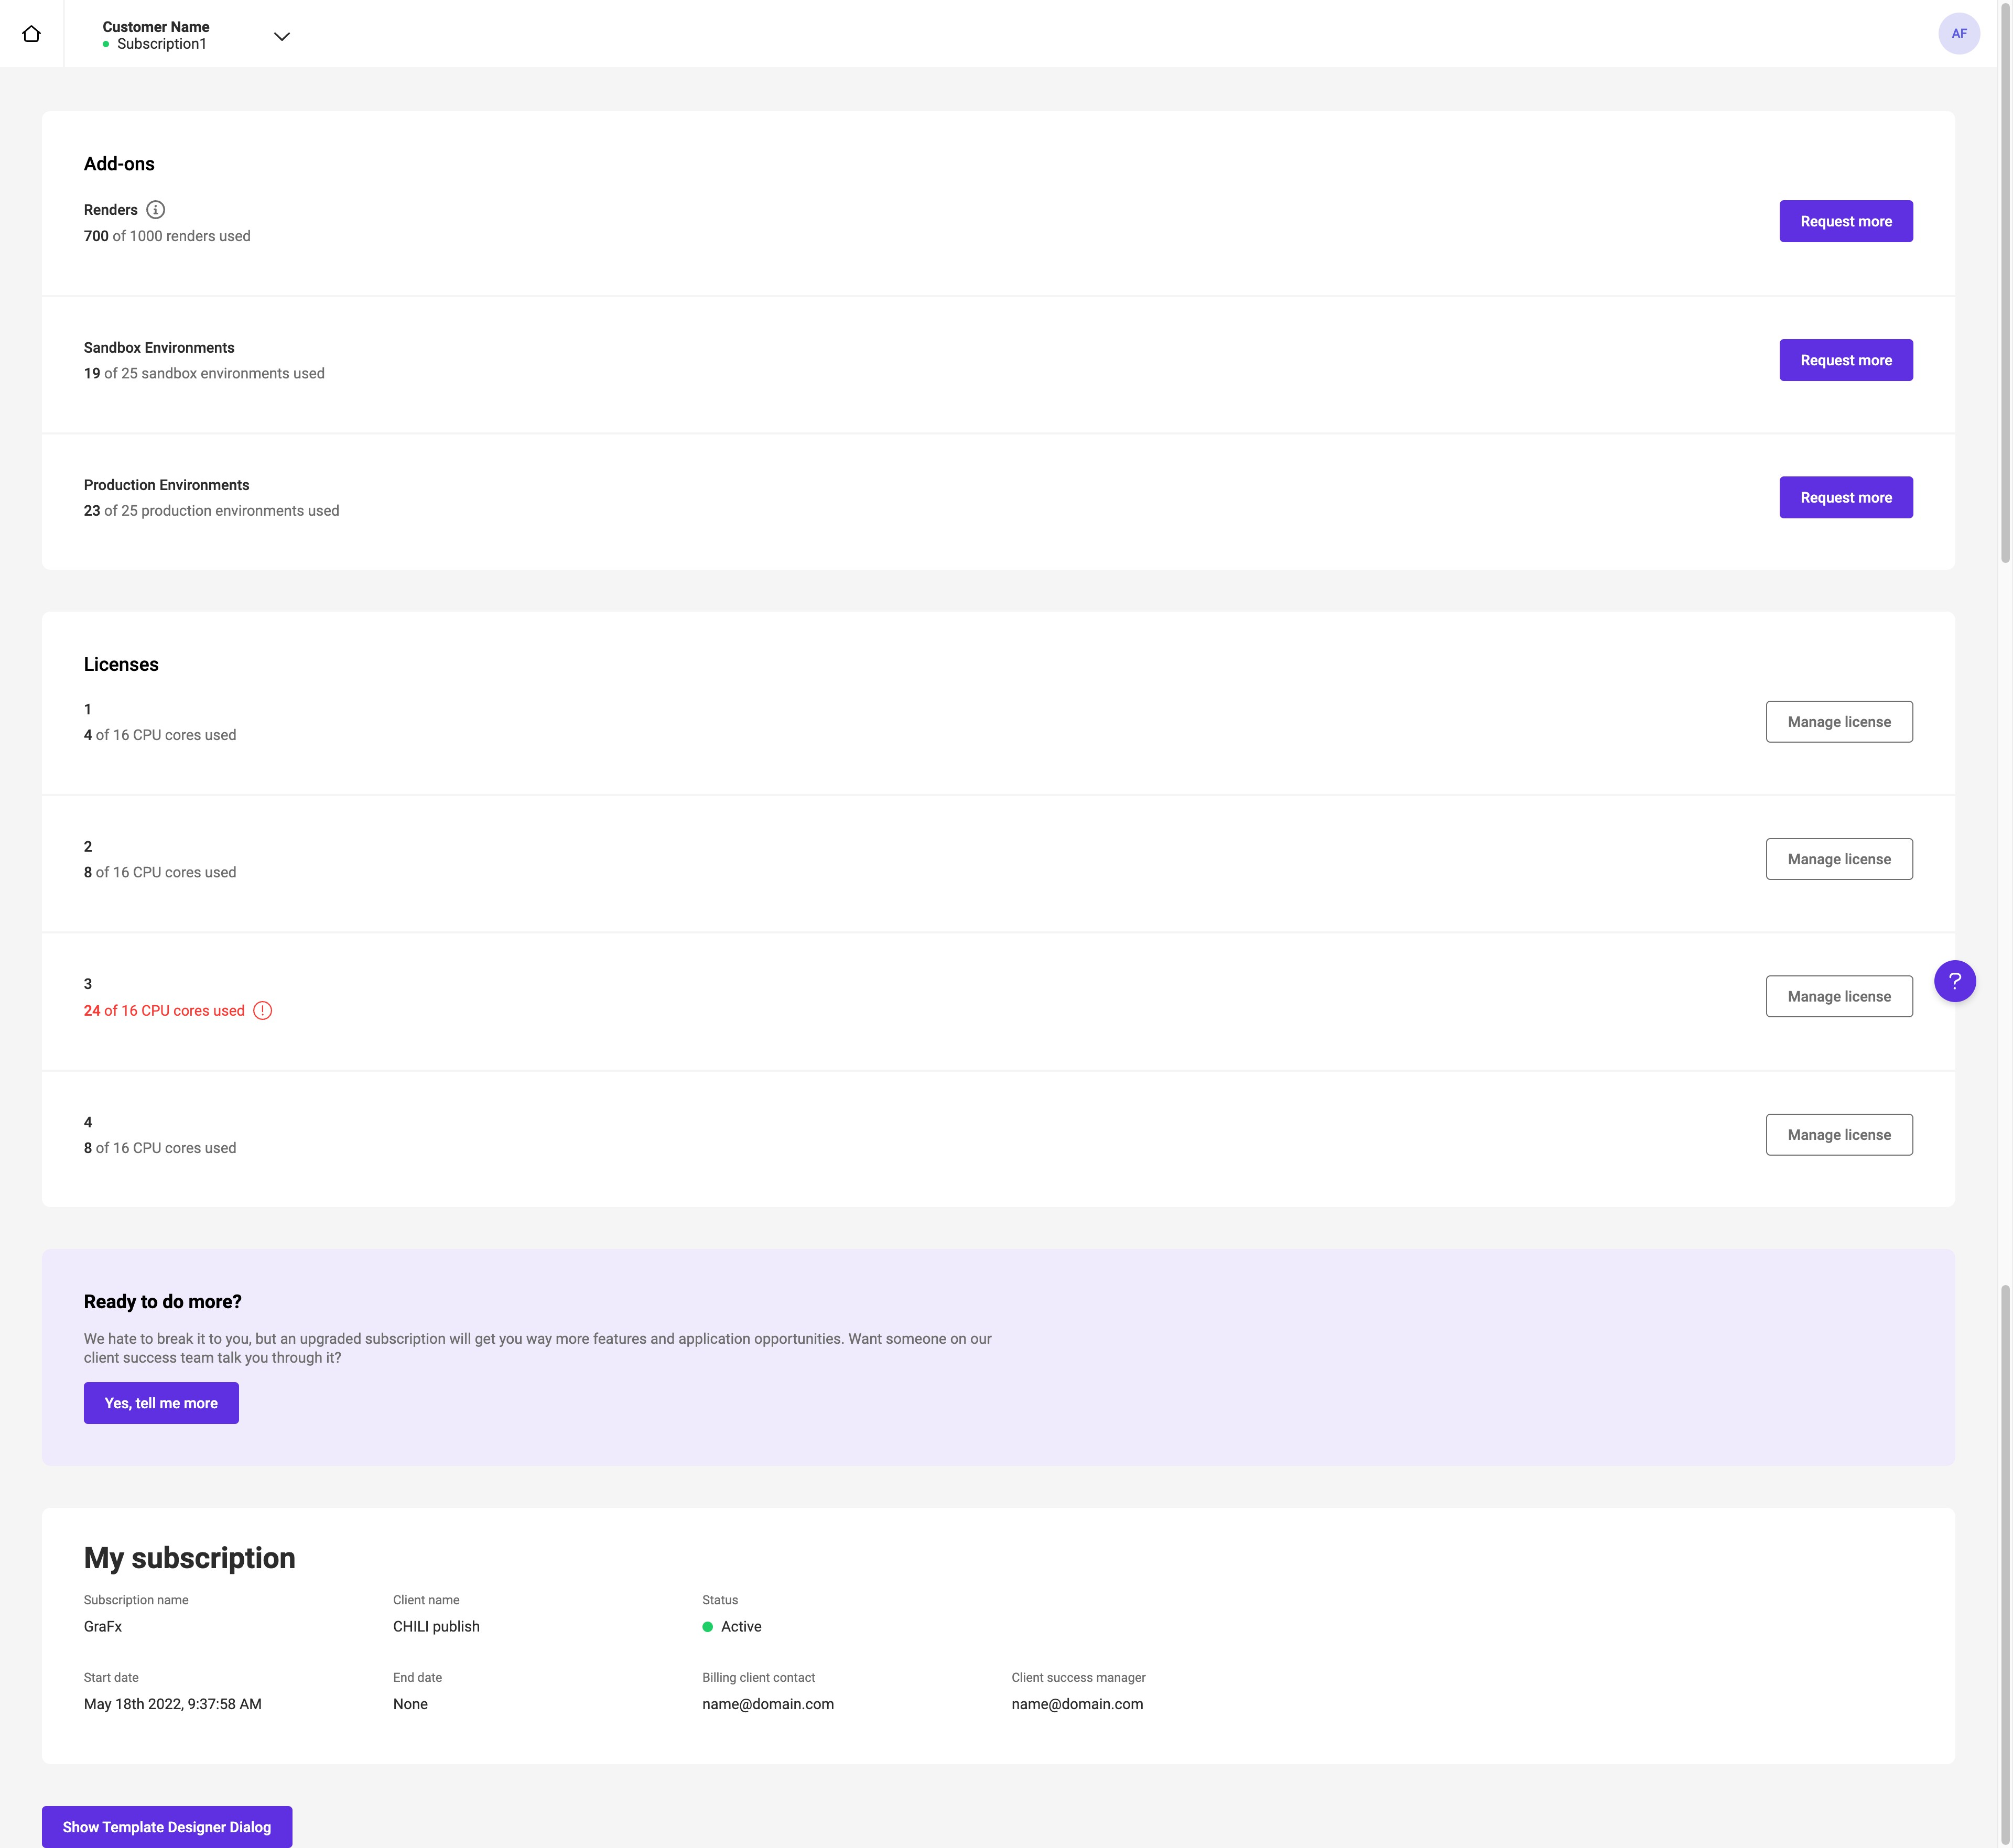 Customer Name
Subscription1
AF
Add-ons
Renders
700 of 1000 renders used
Request more
Sandbox Environments
19 of 25 sandbox environments used
Request more
Production Environments
23 of 25 production environments used
Request more
Licenses
1
4 of 16 CPU cores used
Manage license
2
8 of 16 CPU cores used
Manage license
3
24 of 16 CPU cores used
Manage license
?
4
8 of 16 CPU cores used
Manage license
Ready to do more?
We hate to break it to you, but an upgraded subscription will get you way more features and application opportunities. Want someone on our
client success team talk you through it?
Yes, tell me more
My subscription
Subscription name
GraFx
Client name
CHILI publish
Status
Active
Start date
May 18th 2022, 9:37:58 AM
End date
None
Billing client contact
name@domain.com
Client success manager
name@domain.com
Show Template Designer Dialog